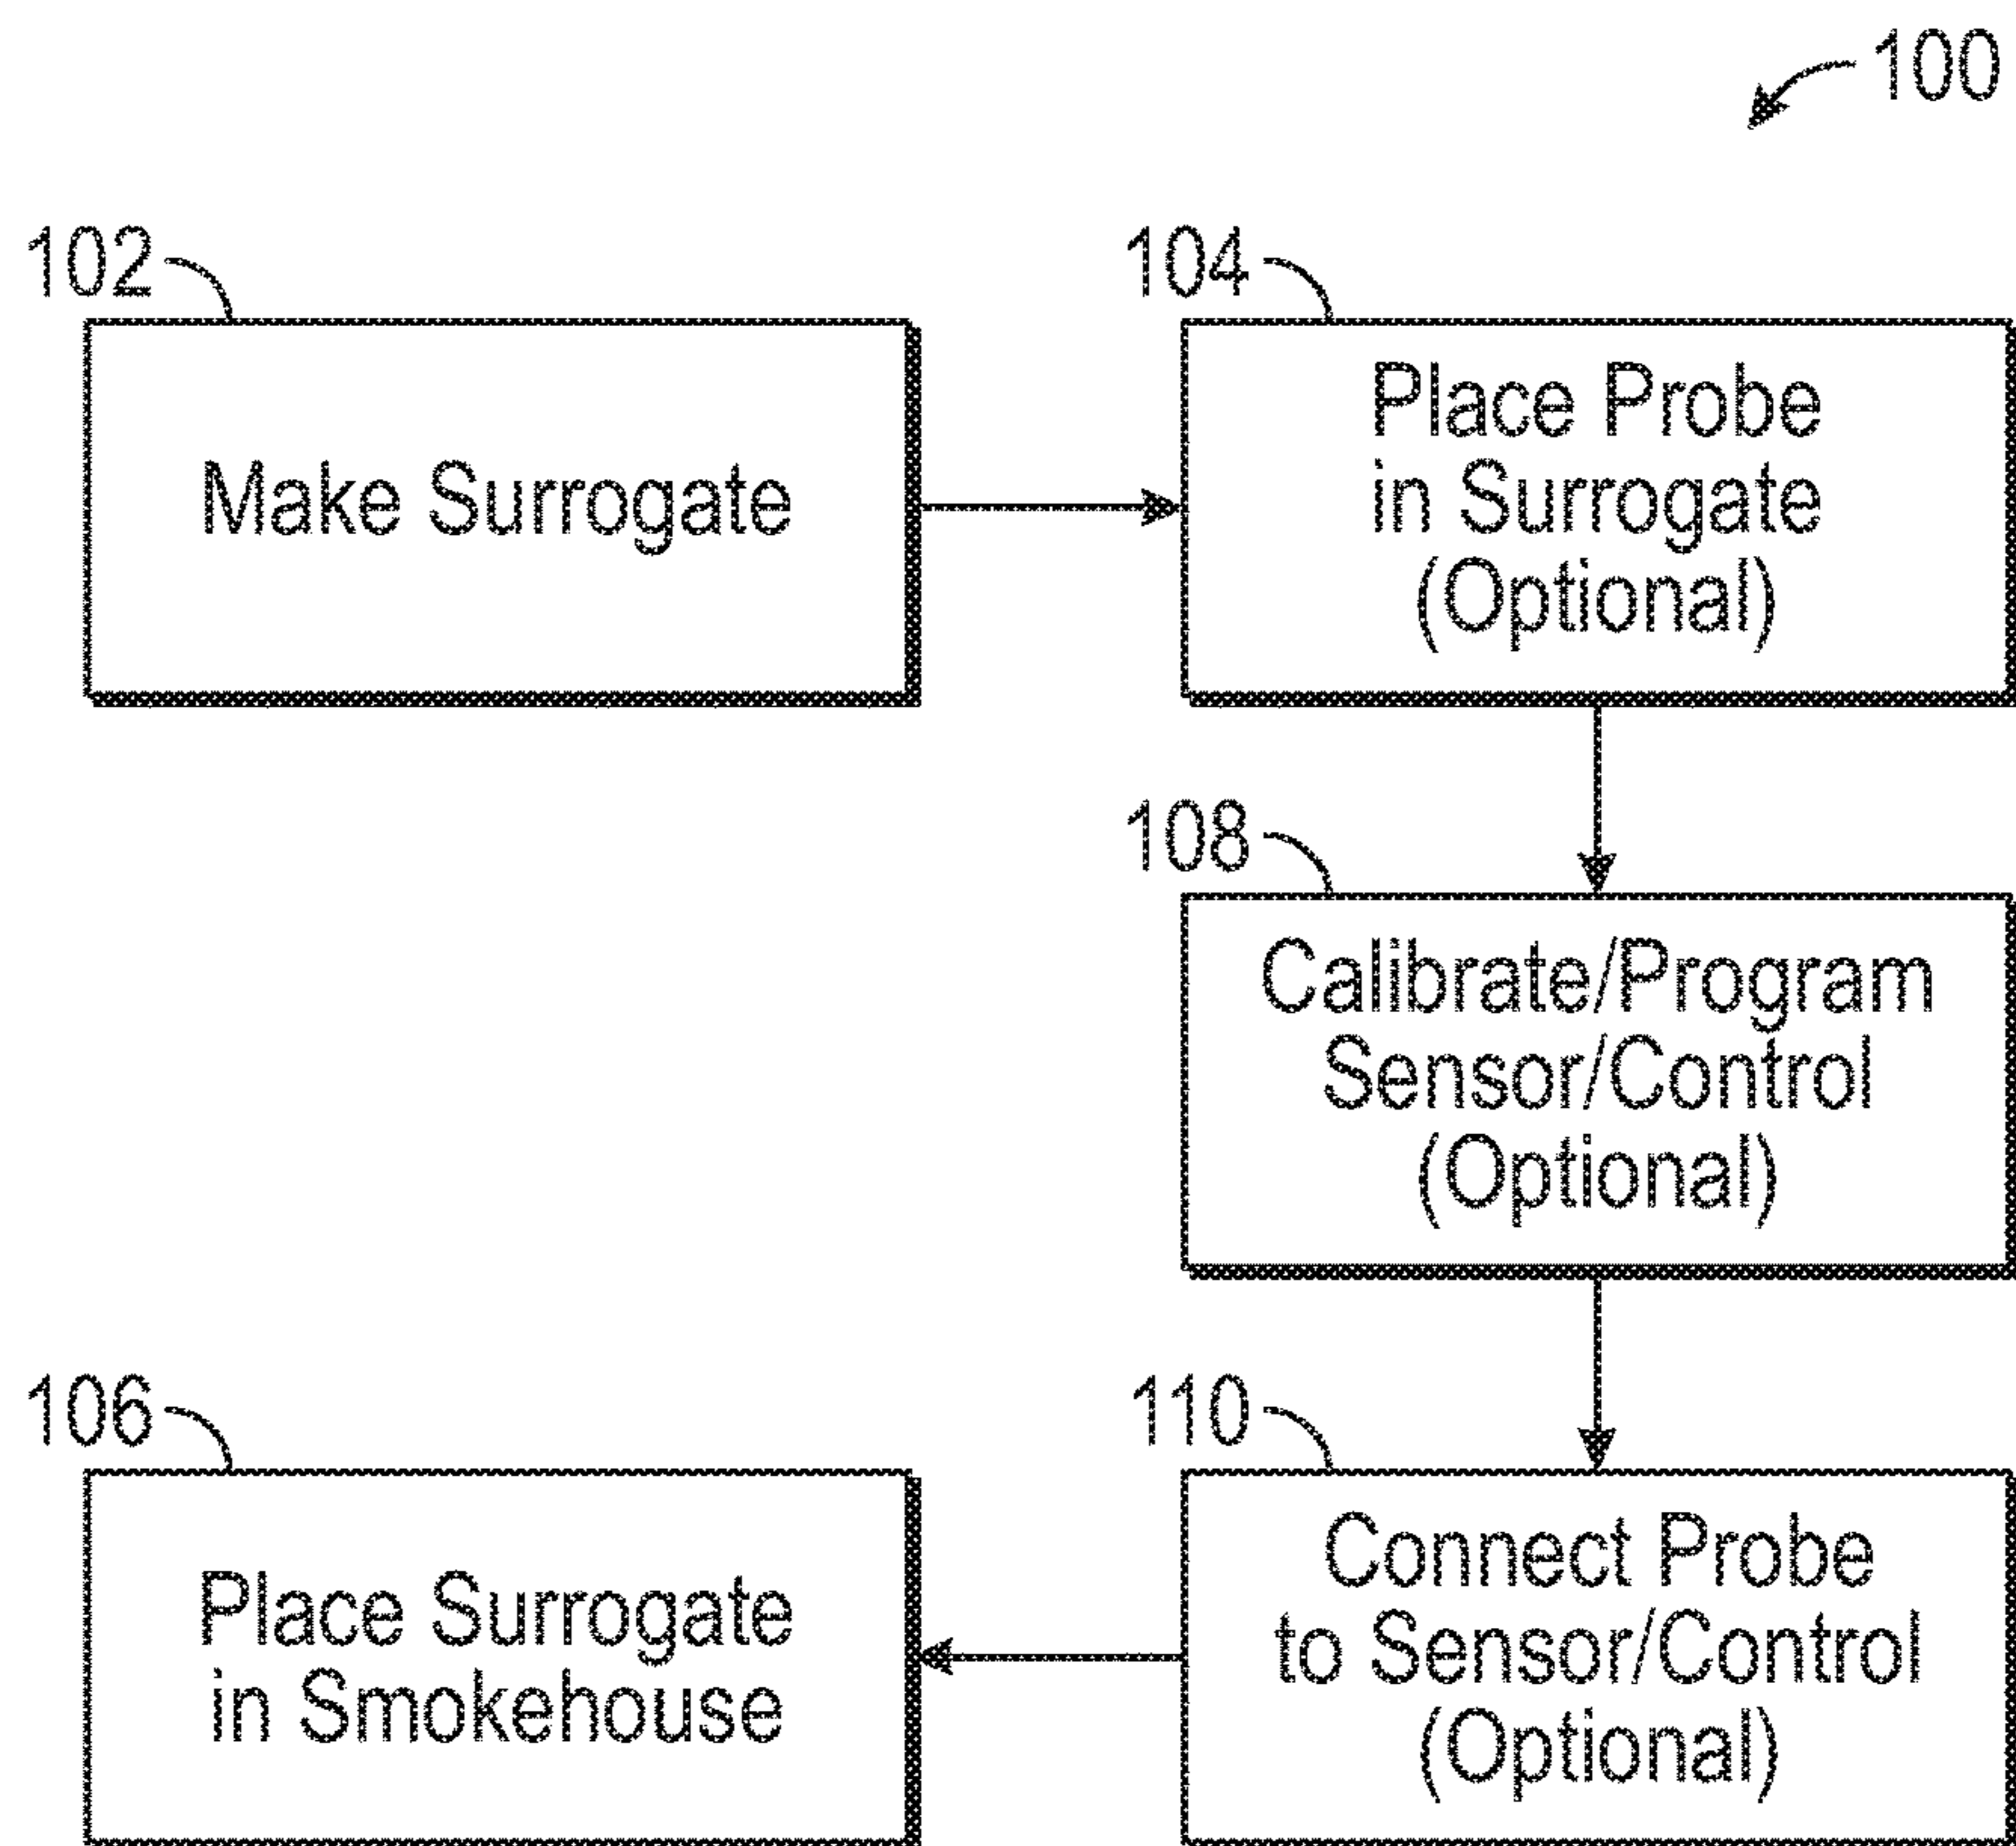 100
102
Make Surrogate
104
Place Probe
in Surrogate
(Optional)
108
Calibrate/Program
Sensor/Control
(Optional)
110
Connect Probe
to Sensor/Control
(Optional)
106
Place Surrogate
in Smokehouse